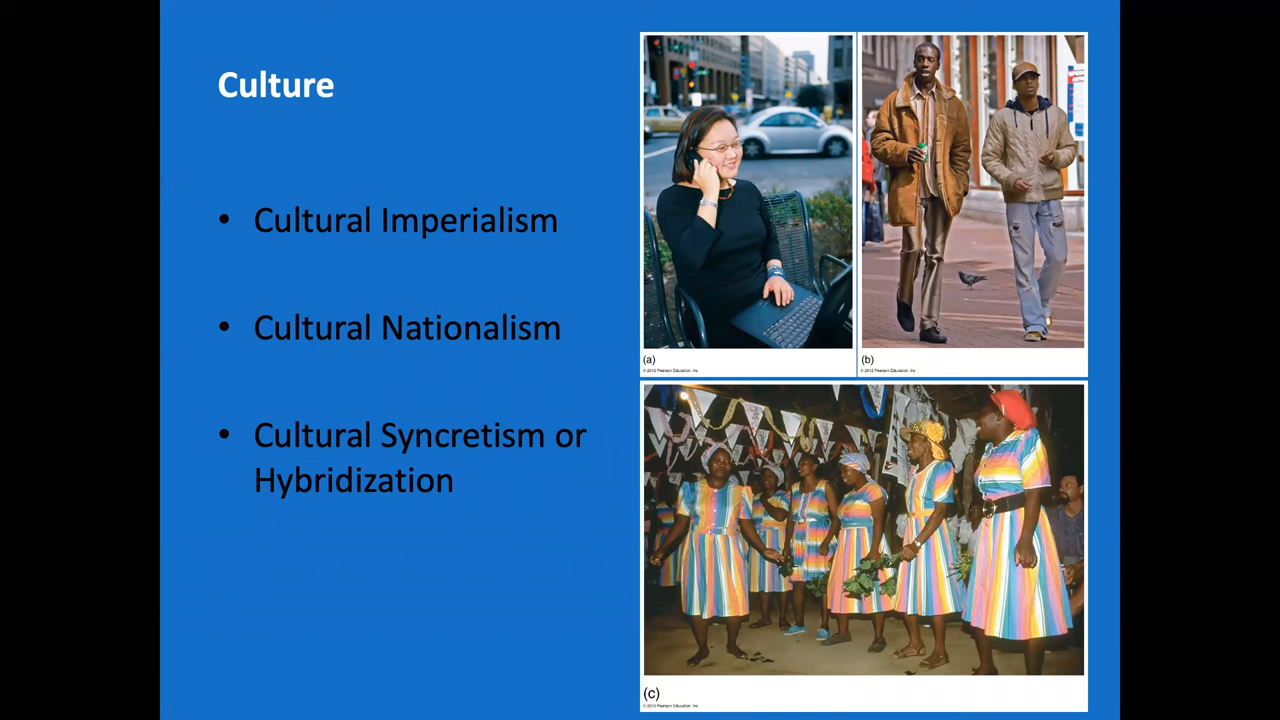 Culture
• Cultural Imperialism
• Cultural Nationalism
• Cultural Syncretism or
Hybridization
(a)
© 2012 Pearson Education, Inc.
(b)
© 2012 Pearson Education, Inc.
(c)
© 2012 Pearson Education, Inc.